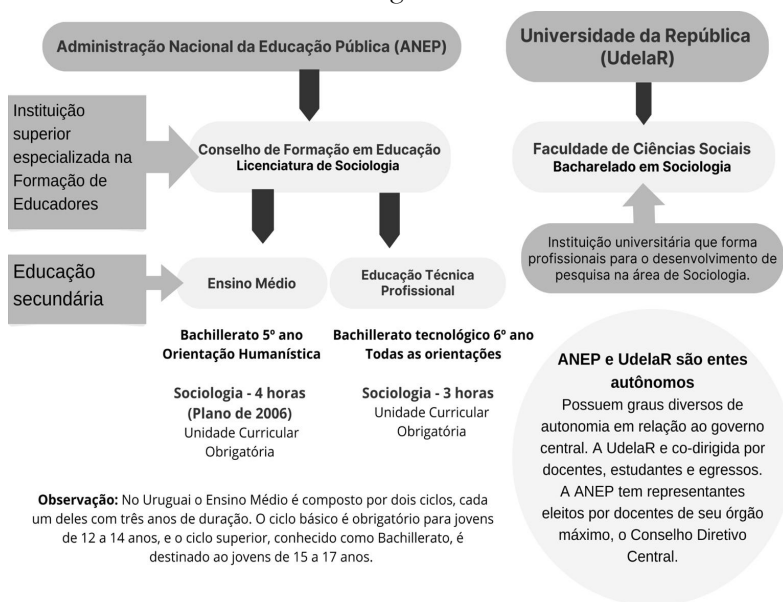 Administração Nacional da Educação Pública (ANEP)
Universidade da República
(UdelaR)
Instituição
superior
especializada na
Formação de
Educadores
Conselho de Formação em Educação
Licenciatura de Sociologia
Faculdade de Ciências Sociais
Bacharelado em Sociologia
Instituição universitária que forma
profissionais para o desenvolvimento de
pesquisa na área de Sociologia.
Educação
secundária
Ensino Médio
Educação Técnica
Profissional
Bachillerato 5º ano
Orientação Humanística
Sociologia - 4 horas
(Plano de 2006)
Unidade Curricular
Obrigatória
Bachillerato tecnológico 6º ano
Todas as orientações
Sociologia - 3 horas
Unidade Curricular
Obrigatória
ANEP e UdelaR são entes
autônomos
Possuem graus diversos de
autonomia em relação ao governo
central. A UdelaR e co-dirigida por
docentes, estudantes e egressos.
A ANEP tem representantes
eleitos por docentes de seu órgão
máximo, o Conselho Diretivo
Central.
Observação: No Uruguai o Ensino Médio é composto por dois ciclos, cada
um deles com três anos de duração. O ciclo básico é obrigatório para jovens
de 12 a 14 anos, e o ciclo superior, conhecido como Bachillerato, é
destinado ao jovens de 15 a 17 anos.